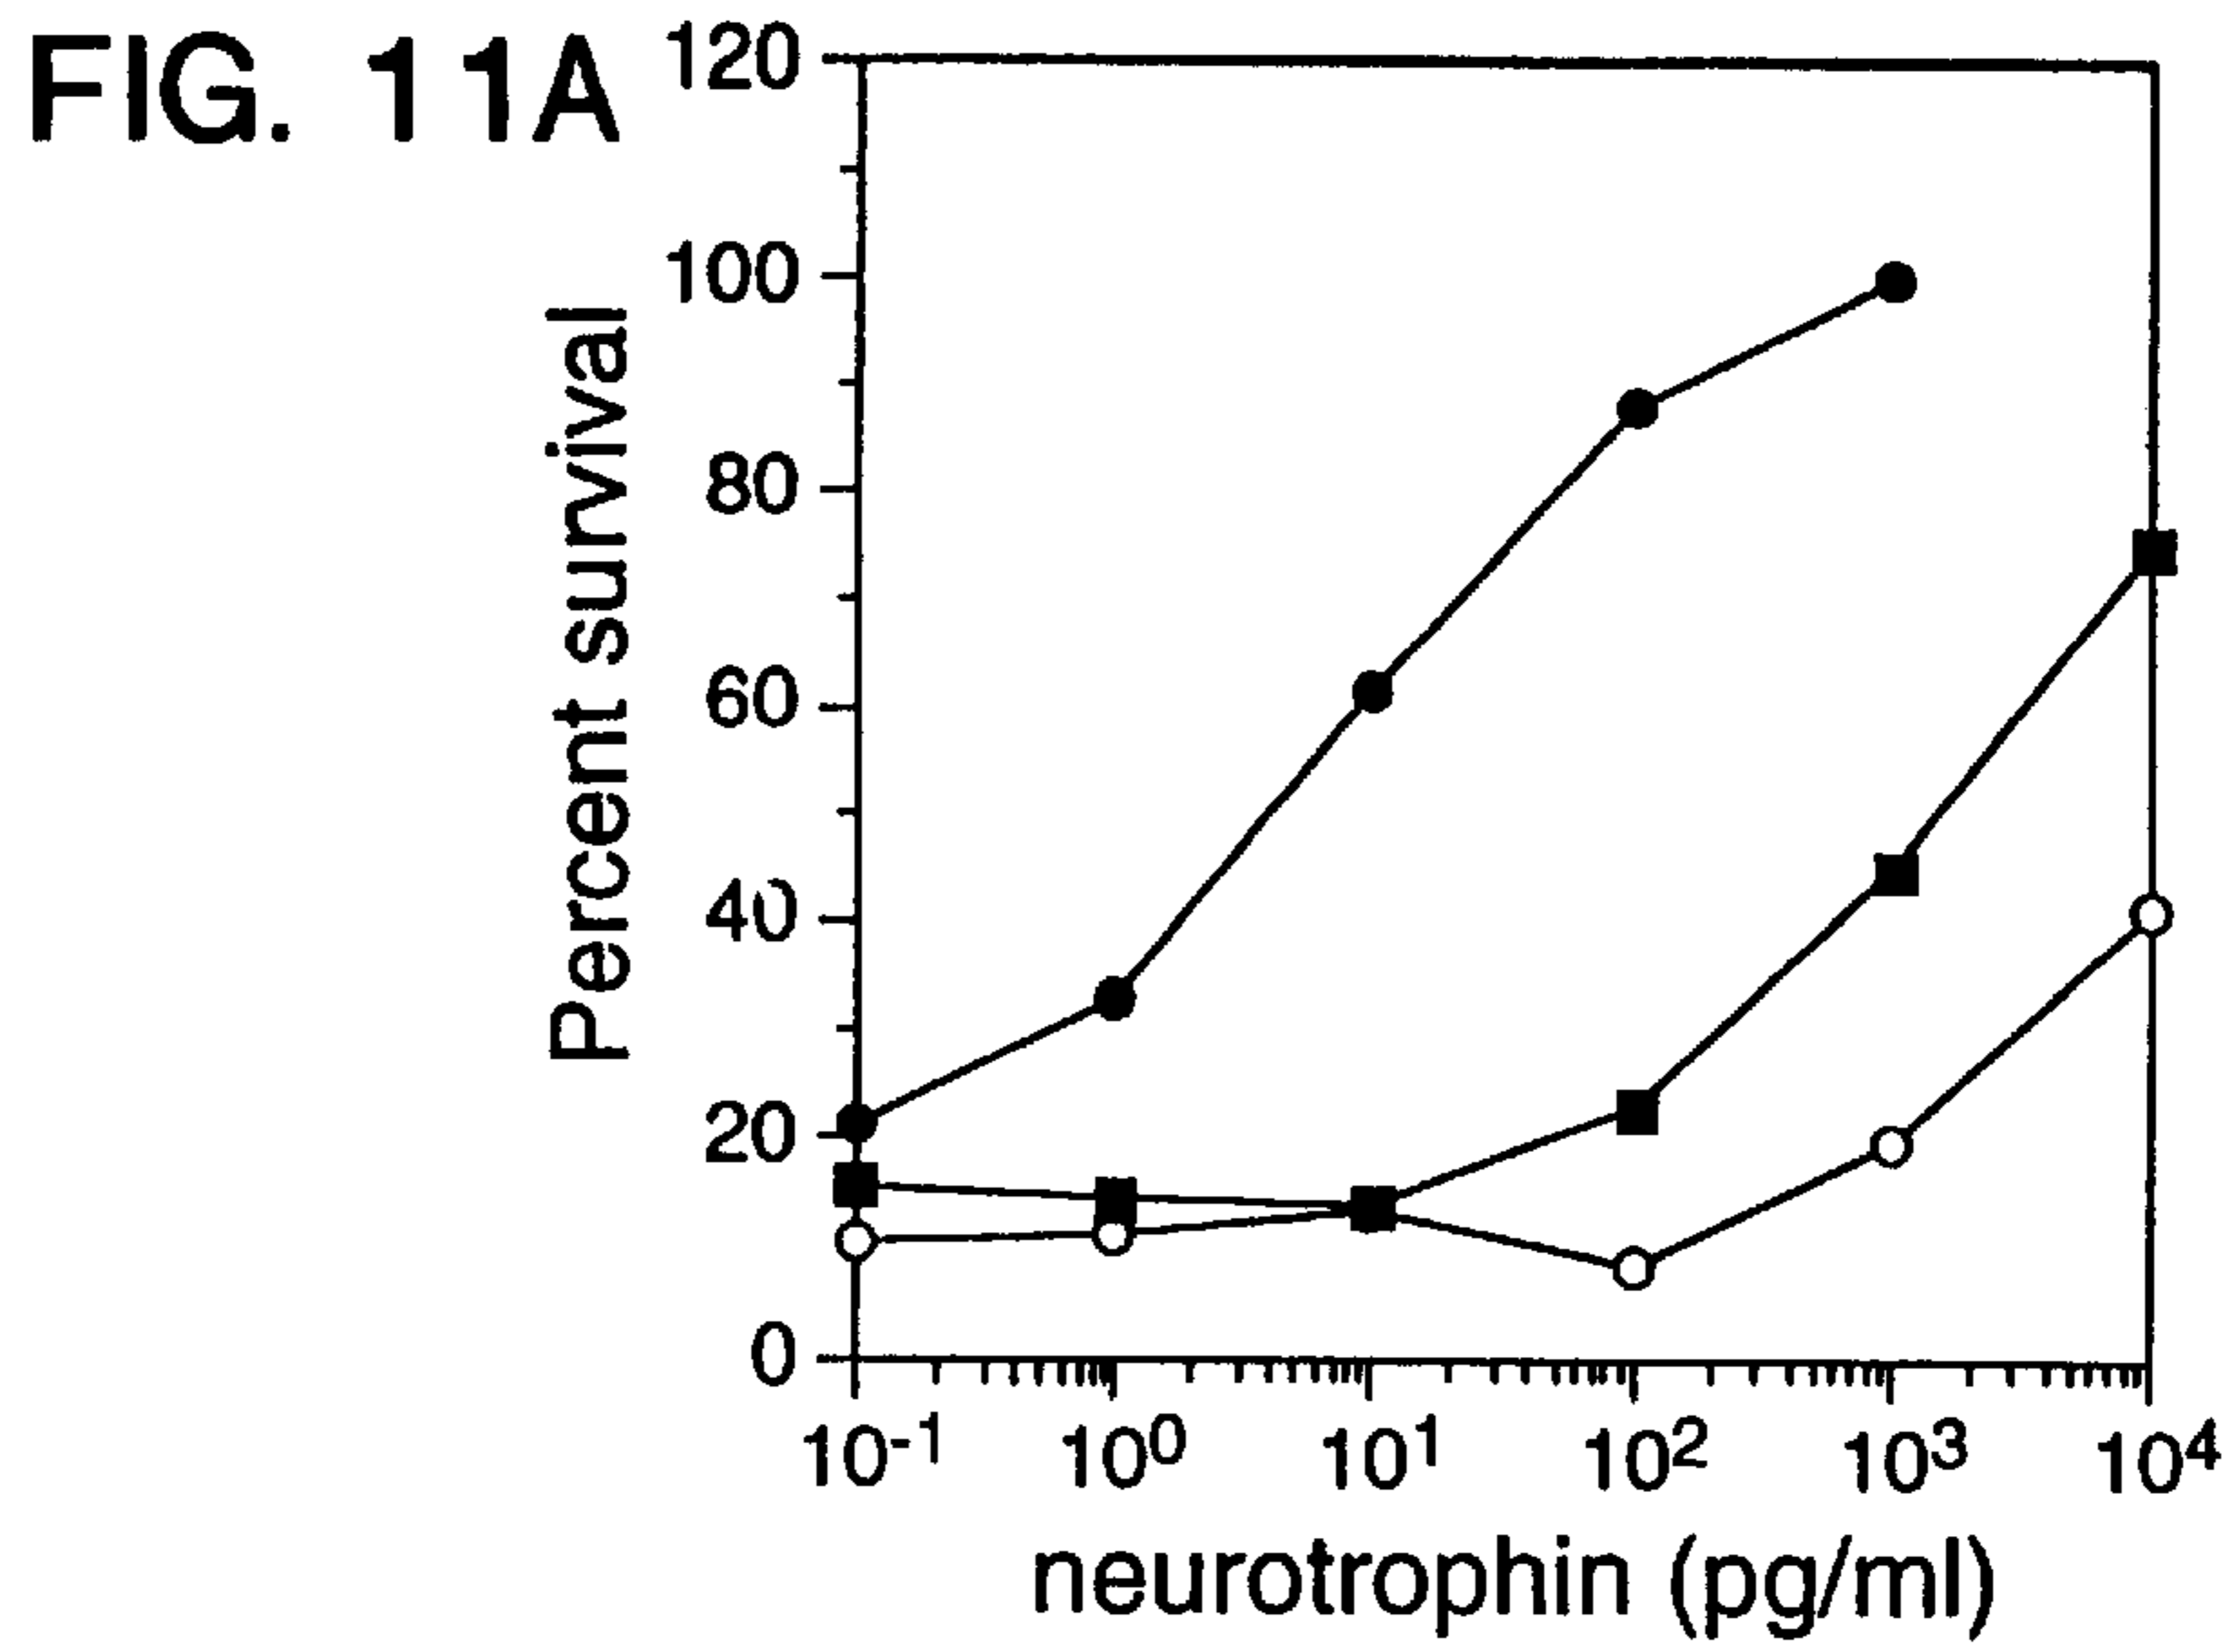 FIG. 11A
Percent survival
120
100
80
60
40
20
0
10-1 10⁰ 10¹ 10² 10³ 10⁴
neurotrophin (pg/ml)